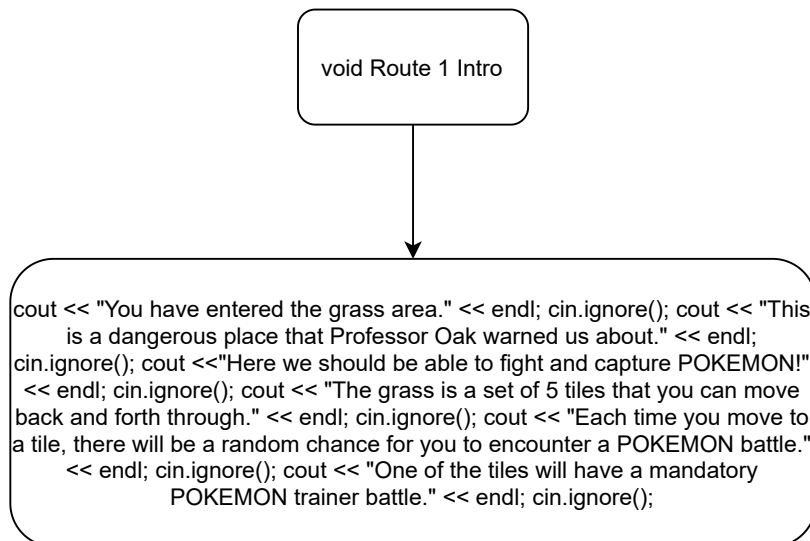 void Route 1 Intro
cout << "You have entered the grass area." << endl; cin.ignore(); cout << "This
is a dangerous place that Professor Oak warned us about." << endl;
cin.ignore(); cout <<"Here we should be able to fight and capture POKEMON!"
<< endl; cin.ignore(); cout << "The grass is a set of 5 tiles that you can move
back and forth through." << endl; cin.ignore(); cout << "Each time you move to
a tile, there will be a random chance for you to encounter a POKEMON battle."
<< endl; cin.ignore(); cout << "One of the tiles will have a mandatory
POKEMON trainer battle." << endl; cin.ignore();